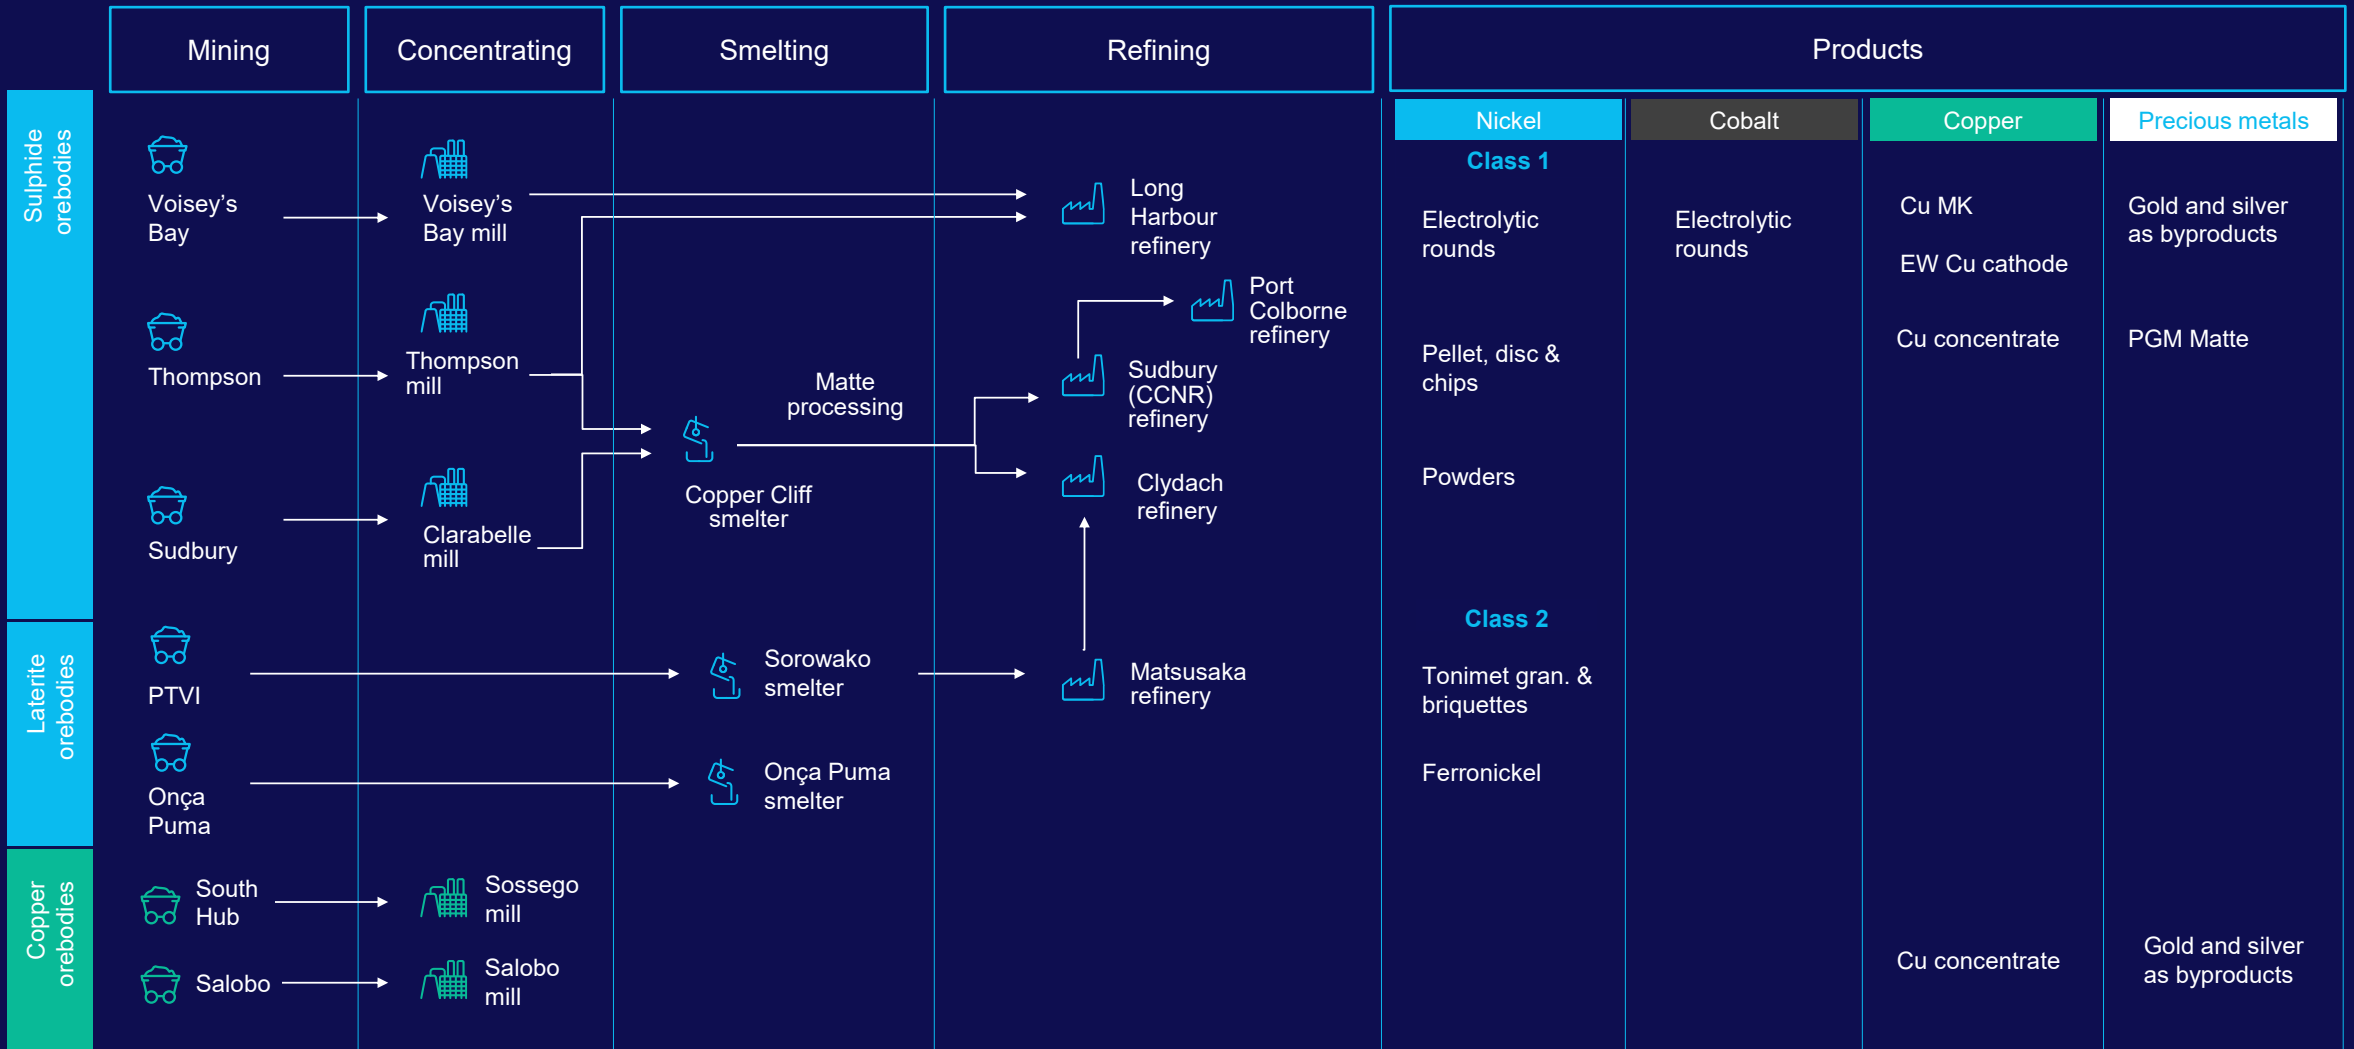 Mining
Concentrating
Smelting
Refining
Products
Nickel
Cobalt
Copper
Precious metals
Sulphide
orebodies
Voisey's
Bay
Voisey's
Bay mill
Long
Harbour
refinery
Class 1
Electrolytic
rounds
Electrolytic
rounds
Cu MK
EW Cu cathode
Gold and silver
as byproducts
Port
Colborne
refinery
Thompson
Thompson
mill
Matte
processing
Sudbury
(CCNR)
refinery
Pellet, disc &
chips
Cu concentrate
PGM Matte
Sudbury
Clarabelle
mill
Copper Cliff
smelter
Clydach
refinery
Powders
Laterite
orebodies
PTVI
Sorowako
smelter
Matsusaka
refinery
Class 2
Tonimet gran. &
briquettes
Onça
Puma
Onça Puma
smelter
Ferronickel
Copper
orebodies
South
Hub
Sossego
mill
Salobo
Salobo
mill
Cu concentrate
Gold and silver
as byproducts